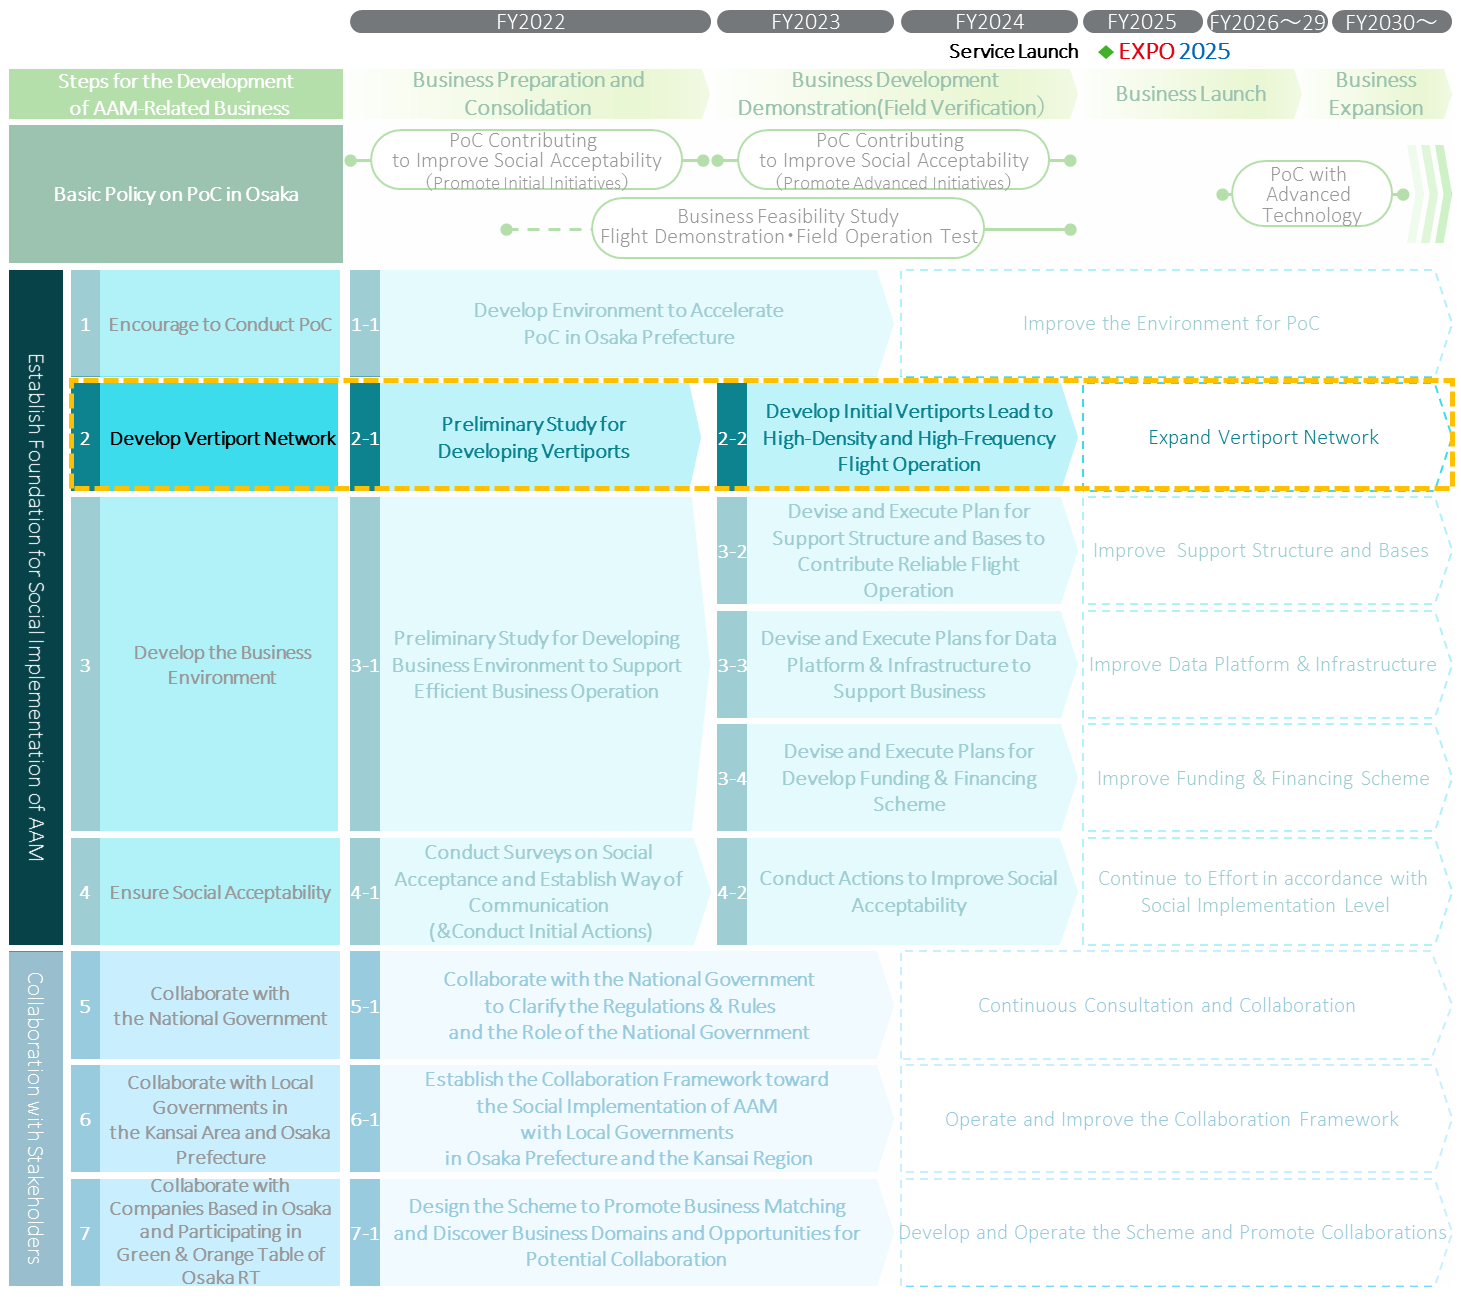 FY2022
FY2023
FY2024
FY2025
FY2026～29
FY2030～
Service Launch
EXPO 2025
Steps for the Development
of AAM-Related Business
Business Preparation and
Consolidation
Business Development
Demonstration(Field Verification）
Business Launch
Business
Expansion
Basic Policy on PoC in Osaka
PoC Contributing
to Improve Social Acceptability
（Promote Initial Initiatives）
PoC Contributing
to Improve Social Acceptability
（Promote Advanced Initiatives）
Business Feasibility Study
Flight Demonstration・Field Operation Test
PoC with
Advanced
Technology
Establish Foundation for Social Implementation of AAM
1
Encourage to Conduct PoC
1-1
Develop Environment to Accelerate
PoC in Osaka Prefecture
Improve the Environment for PoC
2
Develop Vertiport Network
2-1
Preliminary Study for
Developing Vertiports
2-2
Develop Initial Vertiports Lead to
High-Density and High-Frequency
Flight Operation
Expand Vertiport Network
3
Develop the Business
Environment
3-1
Preliminary Study for Developing
Business Environment to Support
Efficient Business Operation
3-2
Devise and Execute Plan for
Support Structure and Bases to
Contribute Reliable Flight
Operation
Improve Support Structure and Bases
3-3
Devise and Execute Plans for Data
Platform & Infrastructure to
Support Business
Improve Data Platform & Infrastructure
3-4
Devise and Execute Plans for
Develop Funding & Financing
Scheme
Improve Funding & Financing Scheme
4
Ensure Social Acceptability
4-1
Conduct Surveys on Social
Acceptance and Establish Way of
Communication
(&Conduct Initial Actions)
4-2
Conduct Actions to Improve Social
Acceptability
Continue to Effort in accordance with
Social Implementation Level
Collaboration with Stakeholders
5
Collaborate with
the National Government
5-1
Collaborate with the National Government
to Clarify the Regulations & Rules
and the Role of the National Government
Continuous Consultation and Collaboration
6
Collaborate with Local
Governments in
the Kansai Area and Osaka
Prefecture
6-1
Establish the Collaboration Framework toward
the Social Implementation of AAM
with Local Governments
in Osaka Prefecture and the Kansai Region
Operate and Improve the Collaboration Framework
7
Collaborate with
Companies Based in Osaka
and Participating in
Green & Orange Table of
Osaka RT
7-1
Design the Scheme to Promote Business Matching
and Discover Business Domains and Opportunities for
Potential Collaboration
Develop and Operate the Scheme and Promote Collaborations